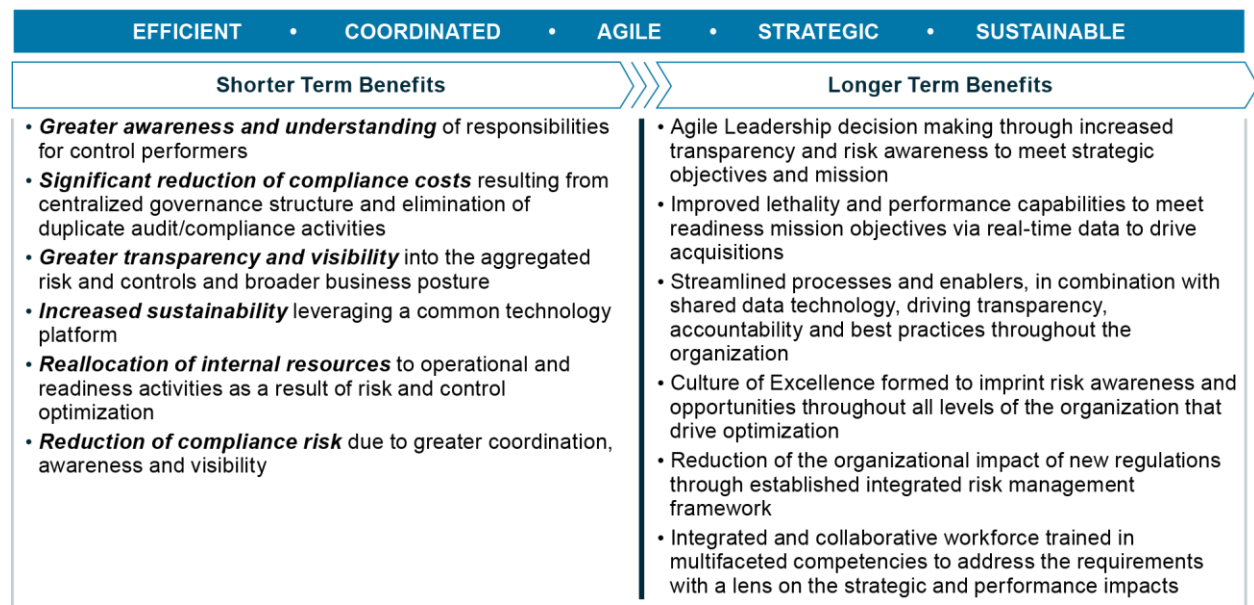 EFFICIENT • COORDINATED • AGILE • STRATEGIC • SUSTAINABLE
Shorter Term Benefits
• Greater awareness and understanding of responsibilities
for control performers
• Significant reduction of compliance costs resulting from
centralized governance structure and elimination of
duplicate audit/compliance activities
• Greater transparency and visibility into the aggregated
risk and controls and broader business posture
• Increased sustainability leveraging a common technology
platform
• Reallocation of internal resources to operational and
readiness activities as a result of risk and control
optimization
• Reduction of compliance risk due to greater coordination,
awareness and visibility
Longer Term Benefits
• Agile Leadership decision making through increased
transparency and risk awareness to meet strategic
objectives and mission
• Improved lethality and performance capabilities to meet
readiness mission objectives via real-time data to drive
acquisitions
• Streamlined processes and enablers, in combination with
shared data technology, driving transparency,
accountability and best practices throughout the
organization
• Culture of Excellence formed to imprint risk awareness and
opportunities throughout all levels of the organization that
drive optimization
• Reduction of the organizational impact of new regulations
through established integrated risk management
framework
• Integrated and collaborative workforce trained in
multifaceted competencies to address the requirements
with a lens on the strategic and performance impacts